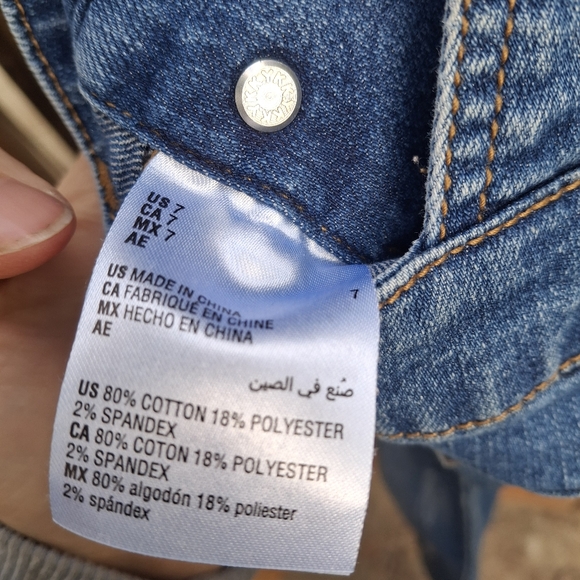 US 7
CA 7
MX 7
AE
7
US MADE IN CHINA
CA FABRIQUE EN CHINE
MX HECHO EN CHINA
AE
صُنع في الصين
US 80% COTTON 18% POLYESTER
2% SPANDEX
CA 80% COTON 18% POLYESTER
2% SPANDEX
MX 80% algodón 18% poliester
2% spándex